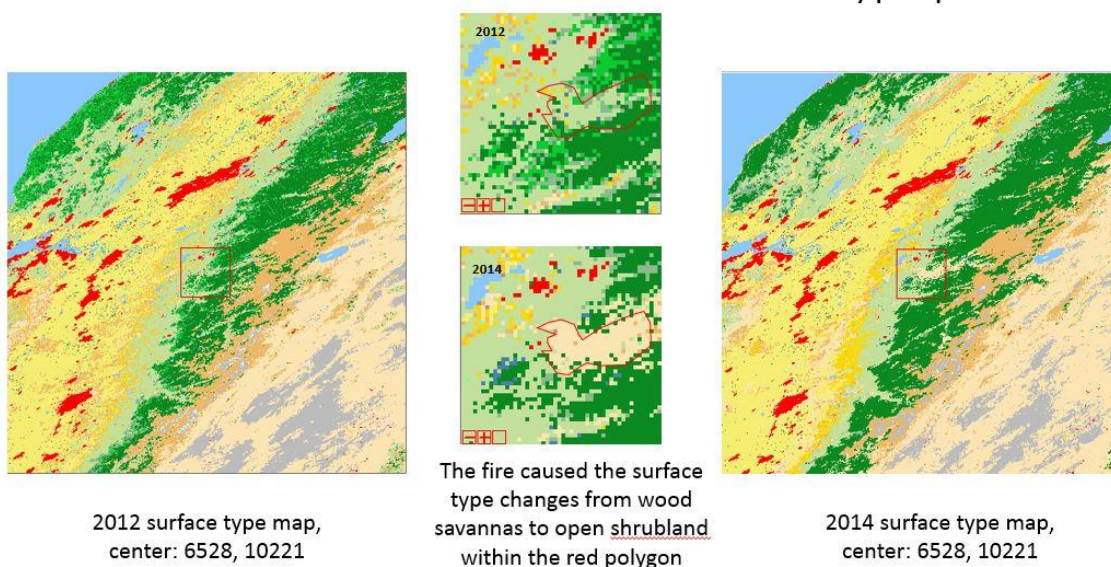 2012
2014
The fire caused the surface
type changes from wood
savannas to open shrubland
within the red polygon
2012 surface type map,
center: 6528, 10221
2014 surface type map,
center: 6528, 10221